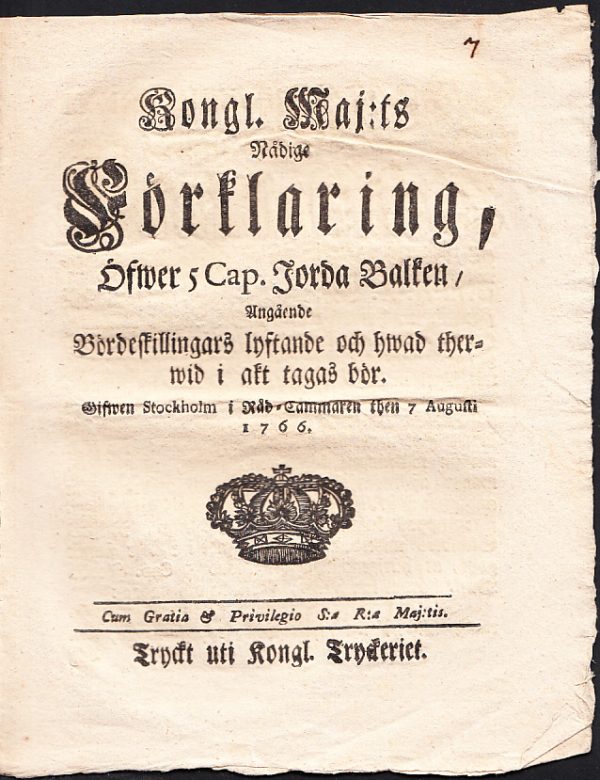 7
Kongl. Maj:ts
Nådige
Förklaring,
Öfwer 5 Cap. Jorda Balken /
Angående
Bördeskillingars lyftande och hwad ther=
wid i akt tagas bör.
Gifwen Stockholm i Råd-Cammaren then 7 Augusti
1766.
Cum Gratia & Privilegio S:æ R:æ Maj:tis.
Tryckt uti Kongl. Tryckeriet.